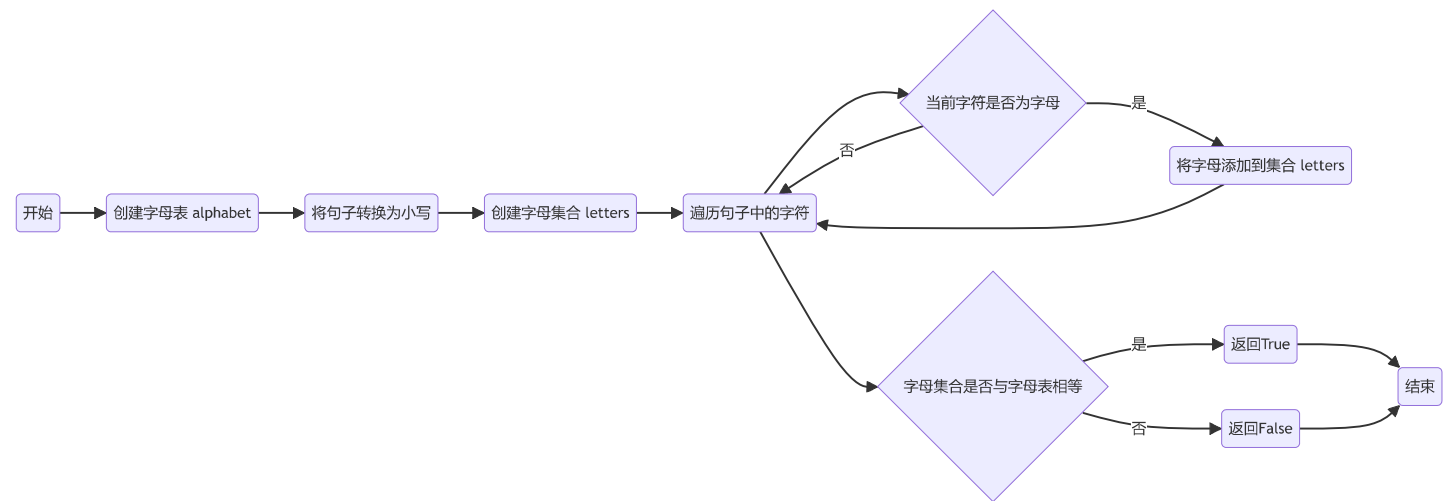 开始
创建字母表 alphabet
将句子转换为小写
创建字母集合 letters
遍历句子中的字符
当前字符是否为字母
是
否
将字母添加到集合 letters
字母集合是否与字母表相等
是
返回True
否
返回False
结束